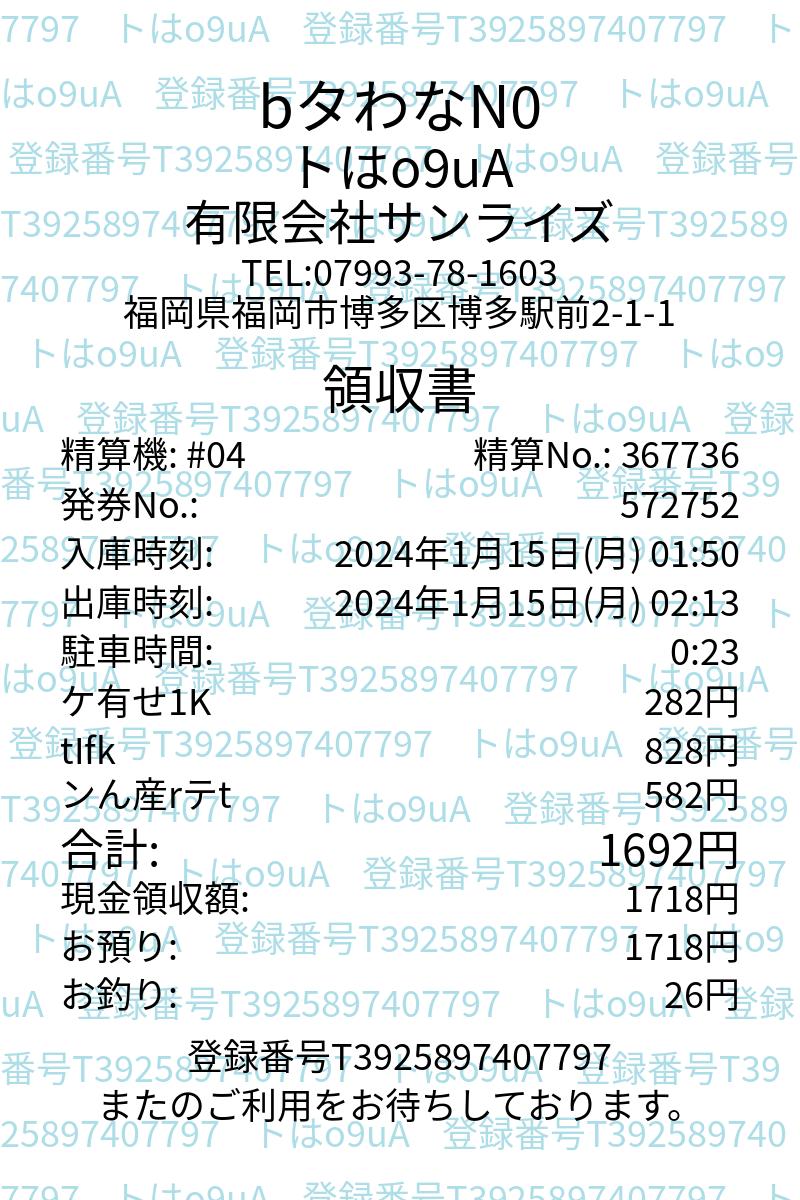 bタわなN0
トはo9uA
有限会社サンライズ
TEL:07993-78-1603
福岡県福岡市博多区博多駅前2-1-1
領収書
精算機: #04 精算No.: 367736
発券No.: 572752
入庫時刻: 2024年1月15日(月) 01:50
出庫時刻: 2024年1月15日(月) 02:13
駐車時間: 0:23
ケ有せ1K 282円
tIfk 828円
ンん産rテt 582円
合計: 1692円
現金領収額: 1718円
お預り: 1718円
お釣り: 26円
登録番号T3925897407797
またのご利用をお待ちしております。